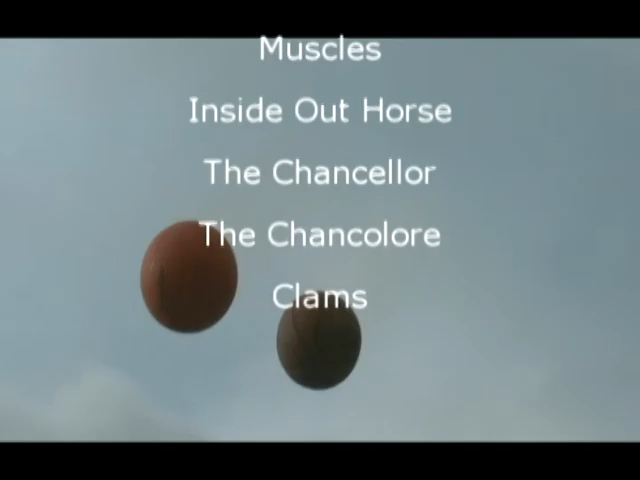 Muscles
Inside Out Horse
The Chancellor
The Chancolore
Clams